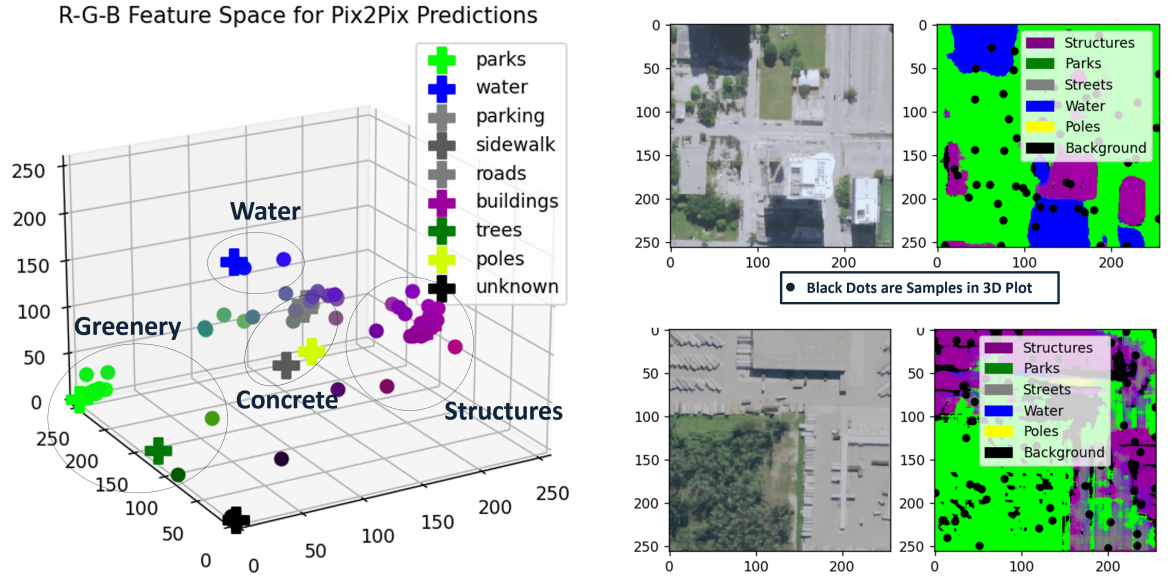 R-G-B Feature Space for Pix2Pix Predictions
parks
water
parking
sidewalk
roads
buildings
trees
poles
unknown
Water
Greenery
Concrete
Structures
250
200
150
100
50
0
250
200
150
100
50
0
0
50
100
150
200
250
0
50
100
150
200
250
0
100
200
0
50
100
150
200
250
0
100
200
Structures
Parks
Streets
Water
Poles
Background
Black Dots are Samples in 3D Plot
0
50
100
150
200
250
0
100
200
0
50
100
150
200
250
0
100
200
Structures
Parks
Streets
Water
Poles
Background